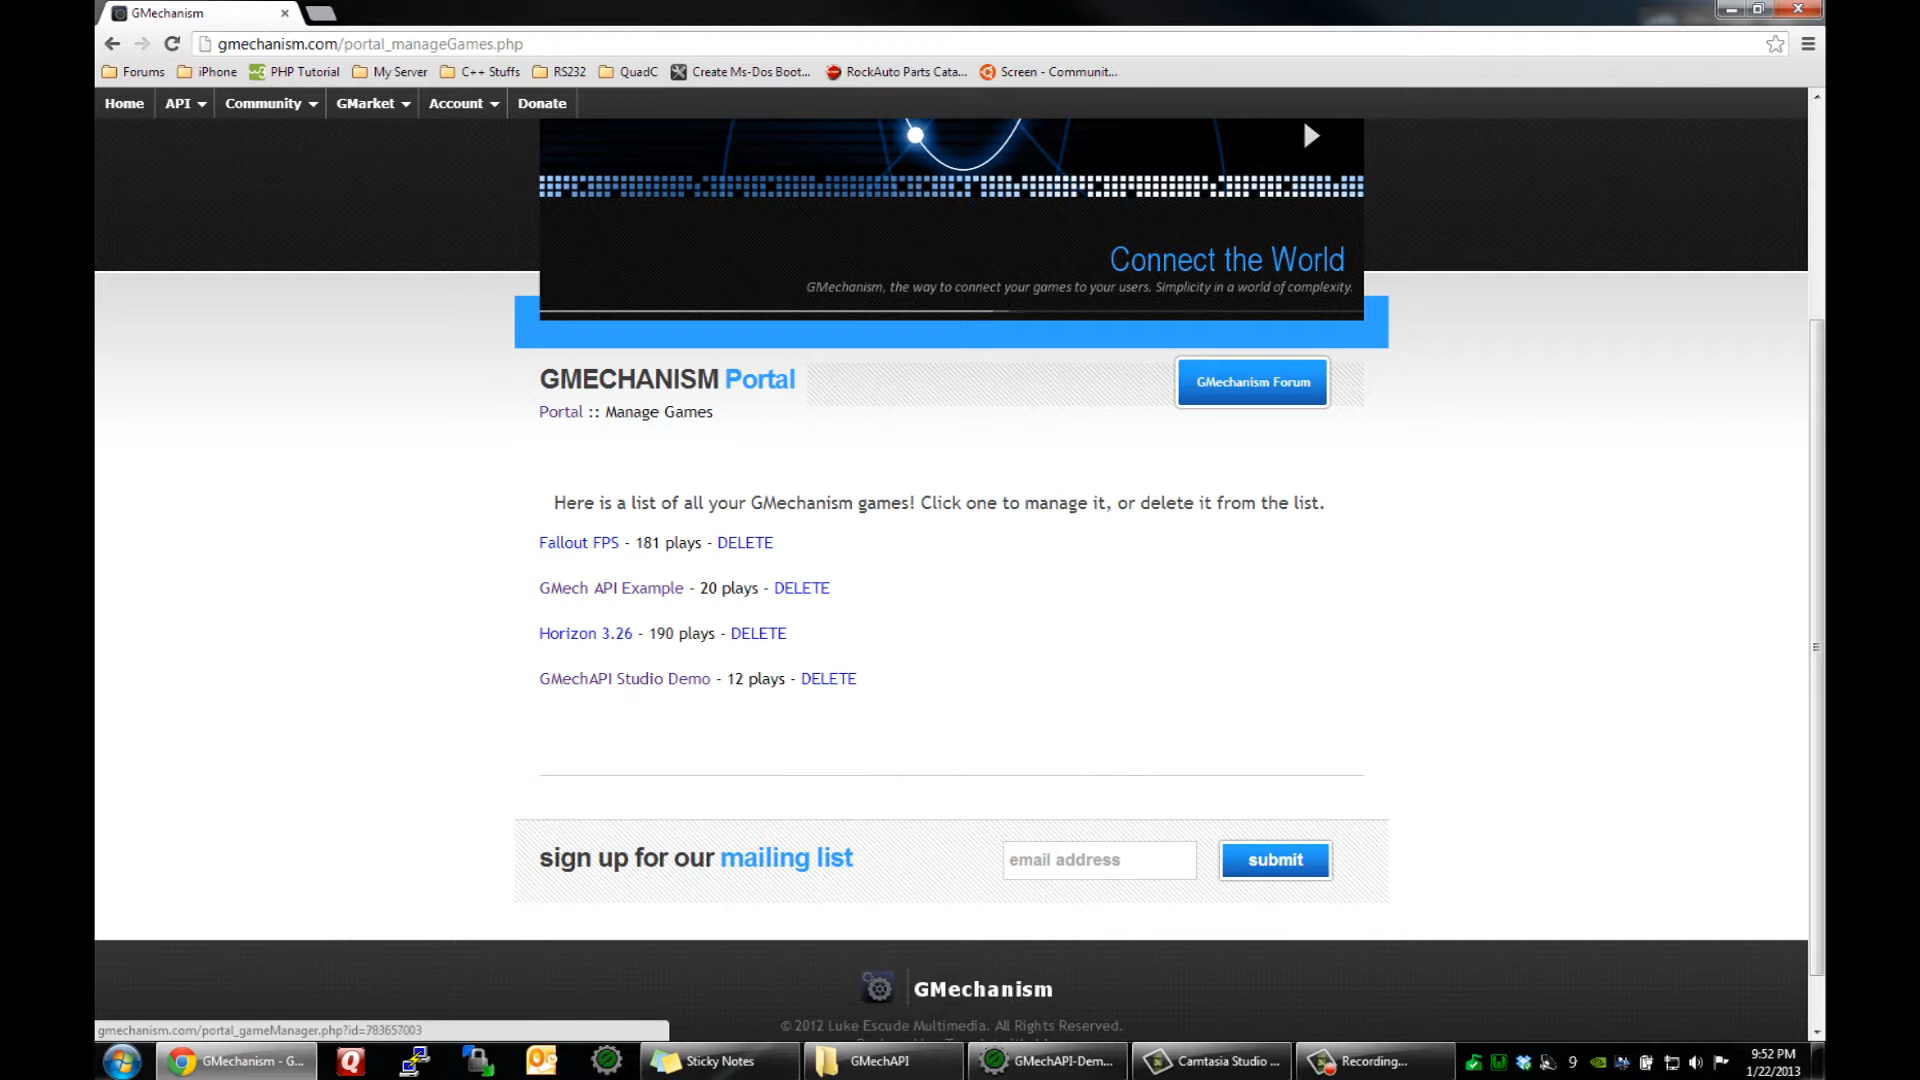 GMechanism
gmechanism.com/portal_manageGames.php
Forums iPhone PHP Tutorial My Server C++ Stuffs RS232 QuadC Create Ms-Dos Boot... RockAuto Parts Cata... Screen - Communit...
Home API Community GMarket Account Donate
Connect the World
GMechanism, the way to connect your games to your users. Simplicity in a world of complexity.
GMECHANISM Portal
GMechanism Forum
Portal :: Manage Games
Here is a list of all your GMechanism games! Click one to manage it, or delete it from the list.
Fallout FPS - 181 plays - DELETE
GMech API Example - 20 plays - DELETE
Horizon 3.26 - 190 plays - DELETE
GMechAPI Studio Demo - 12 plays - DELETE
sign up for our mailing list
email address
submit
GMechanism
© 2012 Luke Escude Multimedia. All Rights Reserved.
gmechanism.com/portal_gameManager.php?id=783657003
GMechanism - G... Sticky Notes GMechAPI GMechAPI-Dem... Camtasia Studio ... Recording... 9
9:52 PM
1/22/2013